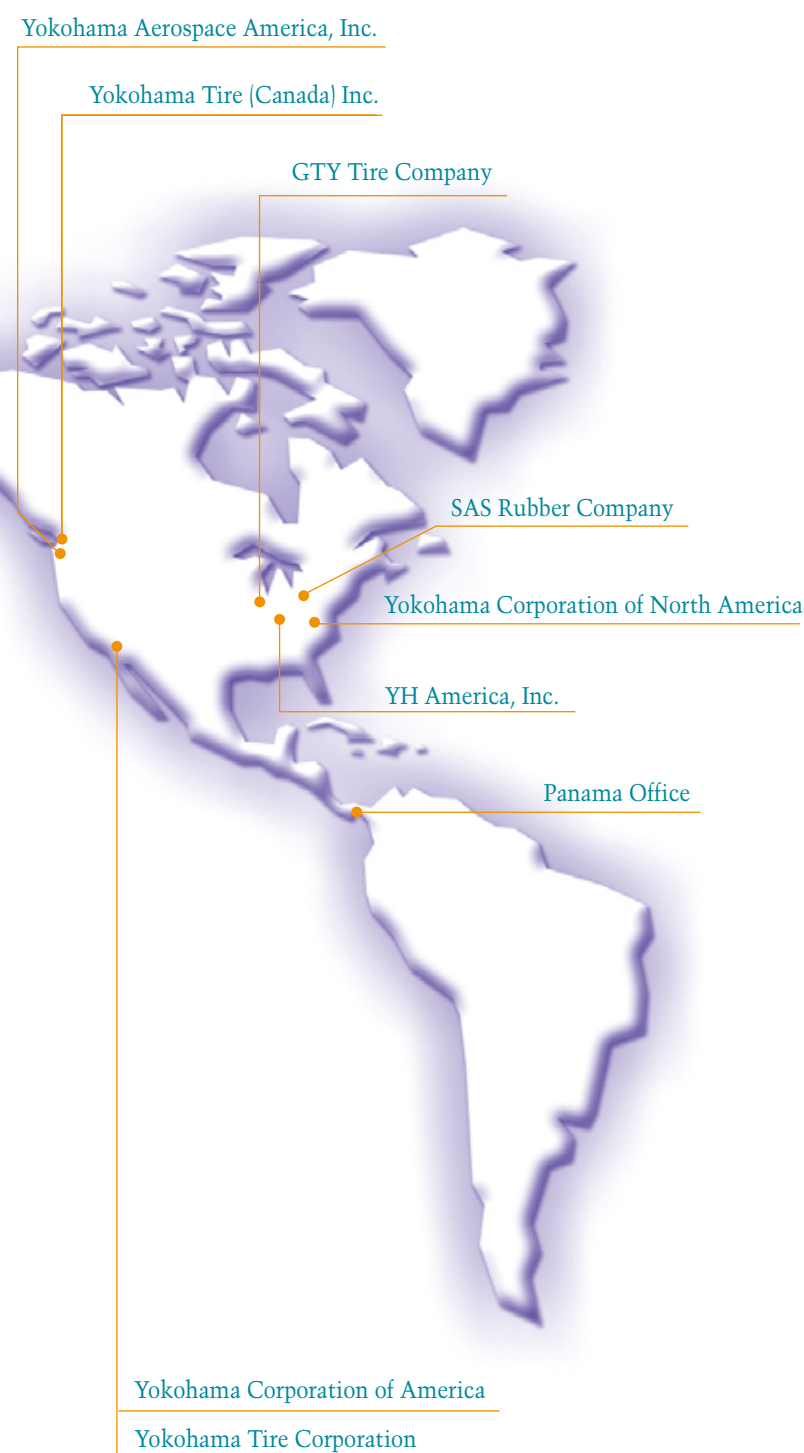 Yokohama Aerospace America, Inc.
Yokohama Tire (Canada) Inc.
GTY Tire Company
SAS Rubber Company
Yokohama Corporation of North America
YH America, Inc.
Panama Office
Yokohama Corporation of America
Yokohama Tire Corporation